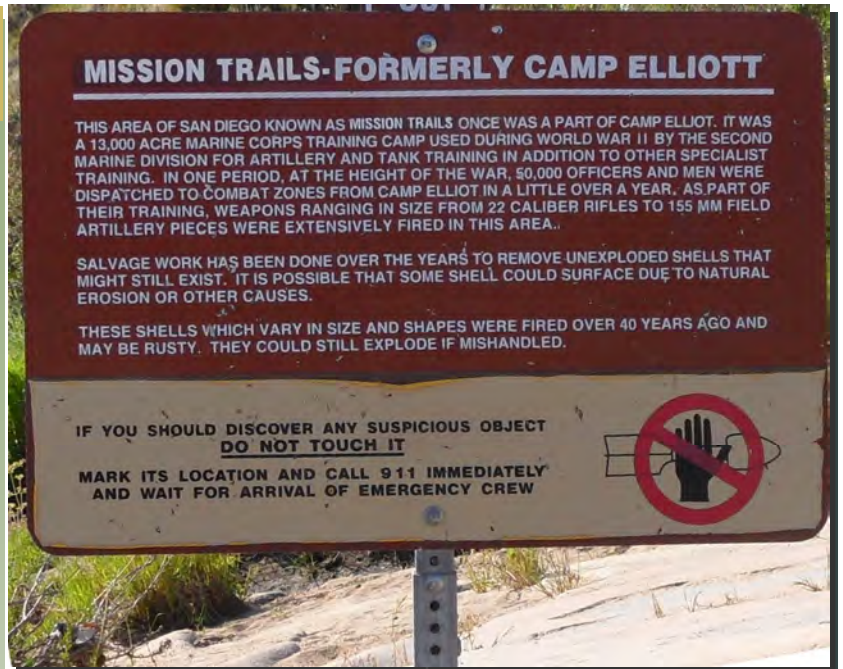 MISSION TRAILS-FORMERLY CAMP ELLIOTT
THIS AREA OF SAN DIEGO KNOWN AS MISSION TRAILS ONCE WAS A PART OF CAMP ELLIOT. IT WAS
A 13,000 ACRE MARINE CORPS TRAINING CAMP USED DURING WORLD WAR II BY THE SECOND
MARINE DIVISION FOR ARTILLERY AND TANK TRAINING IN ADDITION TO OTHER SPECIALIST
TRAINING. IN ONE PERIOD, AT THE HEIGHT OF THE WAR, 50,000 OFFICERS AND MEN WERE
DISPATCHED TO COMBAT ZONES FROM CAMP ELLIOT IN A LITTLE OVER A YEAR. AS PART OF
THEIR TRAINING, WEAPONS RANGING IN SIZE FROM 22 CALIBER RIFLES TO 155 MM FIELD
ARTILLERY PIECES WERE EXTENSIVELY FIRED IN THIS AREA..
SALVAGE WORK HAS BEEN DONE OVER THE YEARS TO REMOVE UNEXPLODED SHELLS THAT
MIGHT STILL EXIST. IT IS POSSIBLE THAT SOME SHELL COULD SURFACE DUE TO NATURAL
EROSION OR OTHER CAUSES.
THESE SHELLS WHICH VARY IN SIZE AND SHAPES WERE FIRED OVER 40 YEARS AGO AND
MAY BE RUSTY. THEY COULD STILL EXPLODE IF MISHANDLED.
IF YOU SHOULD DISCOVER ANY SUSPICIOUS OBJECT
DO NOT TOUCH IT
MARK ITS LOCATION AND CALL 911 IMMEDIATELY
AND WAIT FOR ARRIVAL OF EMERGENCY CREW